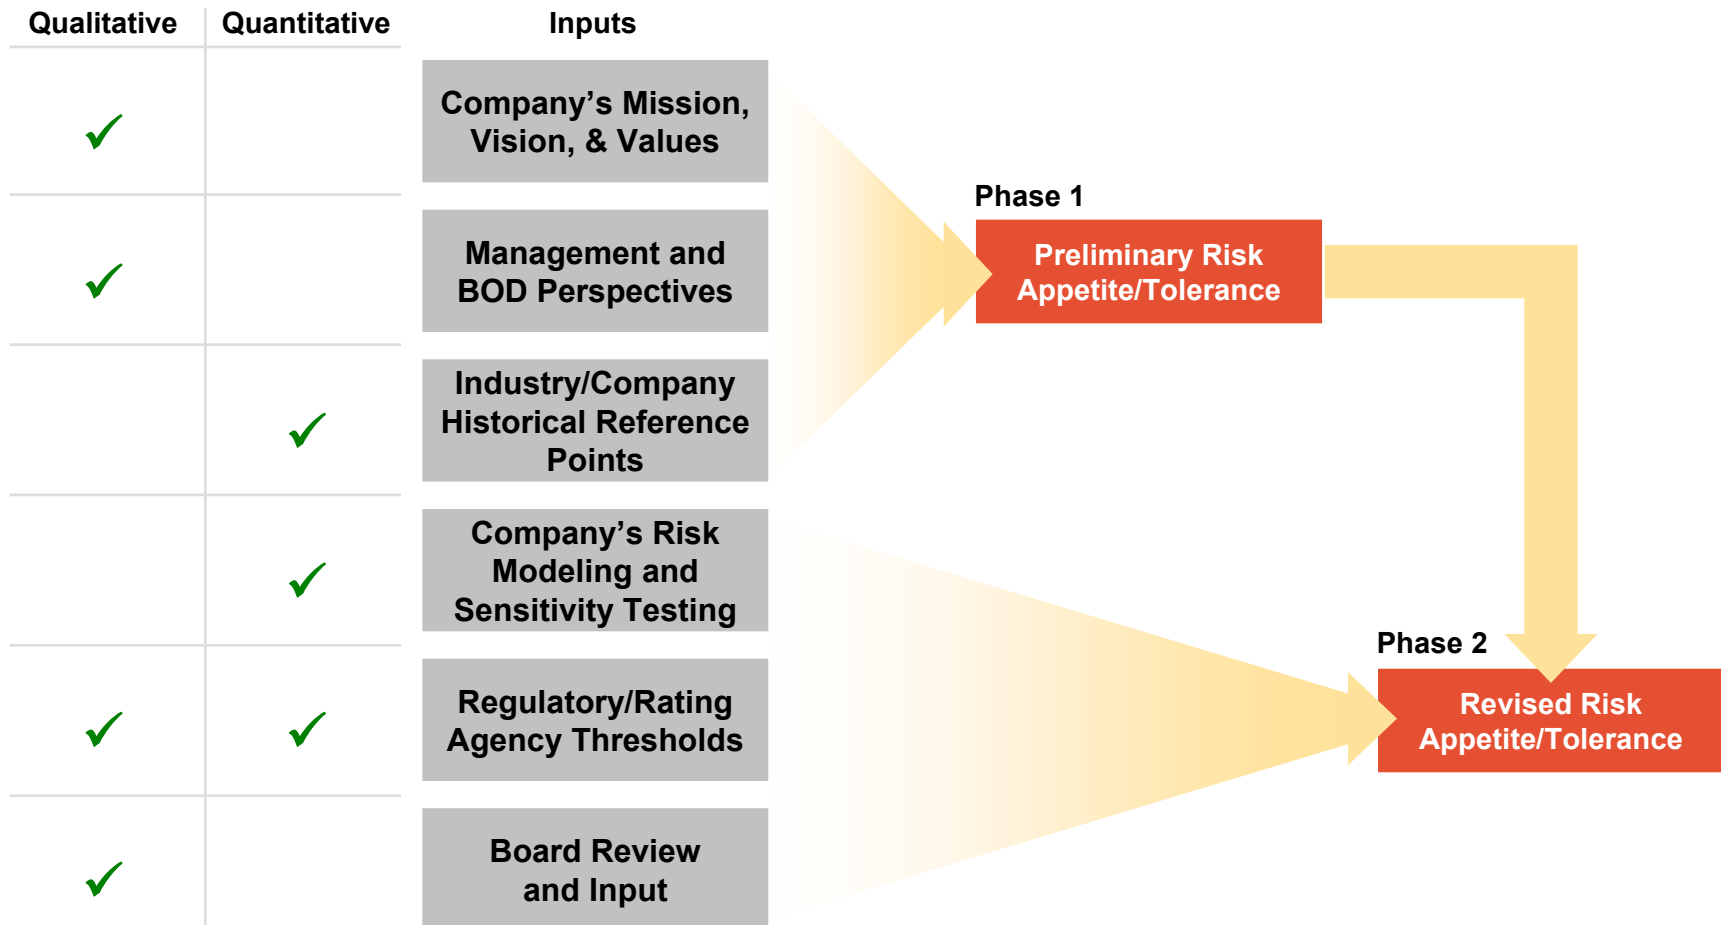 Qualitative Quantitative Inputs
Company’s Mission,
Vision, & Values
Management and
BOD Perspectives
Industry/Company
Historical Reference
Points
Company’s Risk
Modeling and
Sensitivity Testing
Regulatory/Rating
Agency Thresholds
Board Review
and Input
Phase 1
Preliminary Risk
Appetite/Tolerance
Phase 2
Revised Risk
Appetite/Tolerance